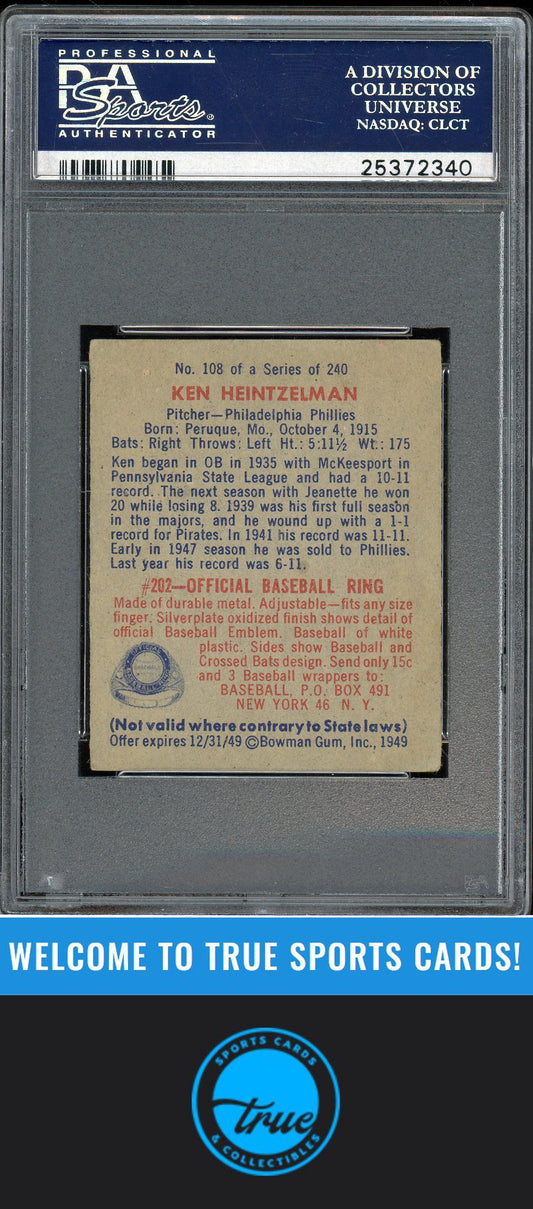 PROFESSIONAL
PSA
Sports®
AUTHENTICATOR
A DIVISION OF
COLLECTORS
UNIVERSE
NASDAQ: CLCT
25372340
No. 108 of a Series of 240
KEN HEINTZELMAN
Pitcher—Philadelphia Phillies
Born: Peruque, Mo., October 4, 1915
Bats: Right Throws: Left Ht.: 5:11½ Wt.: 175
Ken began in OB in 1935 with McKeesport in
Pennsylvania State League and had a 10-11
record. The next season with Jeanette he won
20 while losing 8. 1939 was his first full season
in the majors, and he wound up with a 1-1
record for Pirates. In 1941 his record was 11-11.
Early in 1947 season he was sold to Phillies.
Last year his record was 6-11.
#202—OFFICIAL BASEBALL RING
Made of durable metal. Adjustable—fits any size
finger. Silverplate oxidized finish shows detail of
official Baseball Emblem. Baseball of white
plastic. Sides show Baseball and
Crossed Bats design. Send only 15c
and 3 Baseball wrappers to:
BASEBALL, P.O. BOX 491
NEW YORK 46 N. Y.
(Not valid where contrary to State laws)
Offer expires 12/31/49 ©Bowman Gum, Inc., 1949
WELCOME TO TRUE SPORTS CARDS!
SPORTS CARDS
true
& COLLECTIBLES